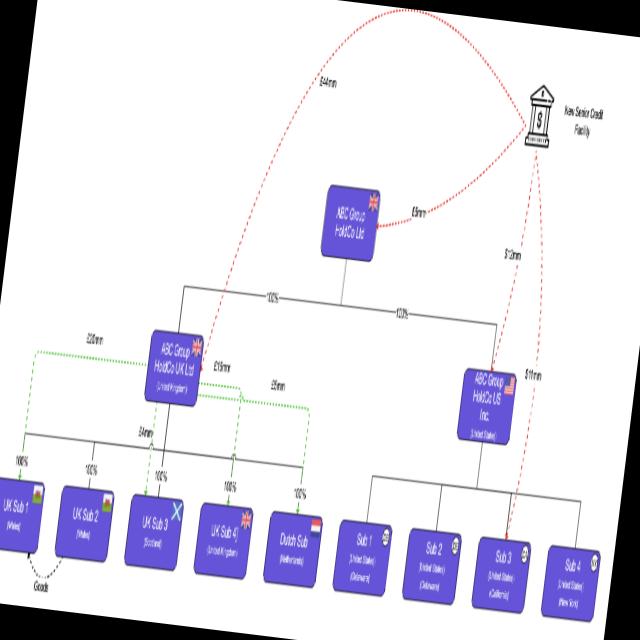 £44mm
$
New Senior Credit
Facility
ABC Group
HoldCo Ltd
£5mm
$12mm
100%
100%
£20mm
ABC Group
HoldCo UK Ltd
(United Kingdom)
£15mm
£5mm
ABC Group
HoldCo US
Inc.
(United States)
$11mm
£4mm
100%
100%
100%
100%
100%
UK Sub 1
(Wales)
UK Sub 2
(Wales)
UK Sub 3
(Scotland)
UK Sub 4
(United Kingdom)
Dutch Sub
(Netherlands)
Sub 1
(United States)
(Delaware)
Sub 2
(United States)
(Delaware)
Sub 3
(United States)
(California)
Sub 4
(United States)
(New York)
Goods